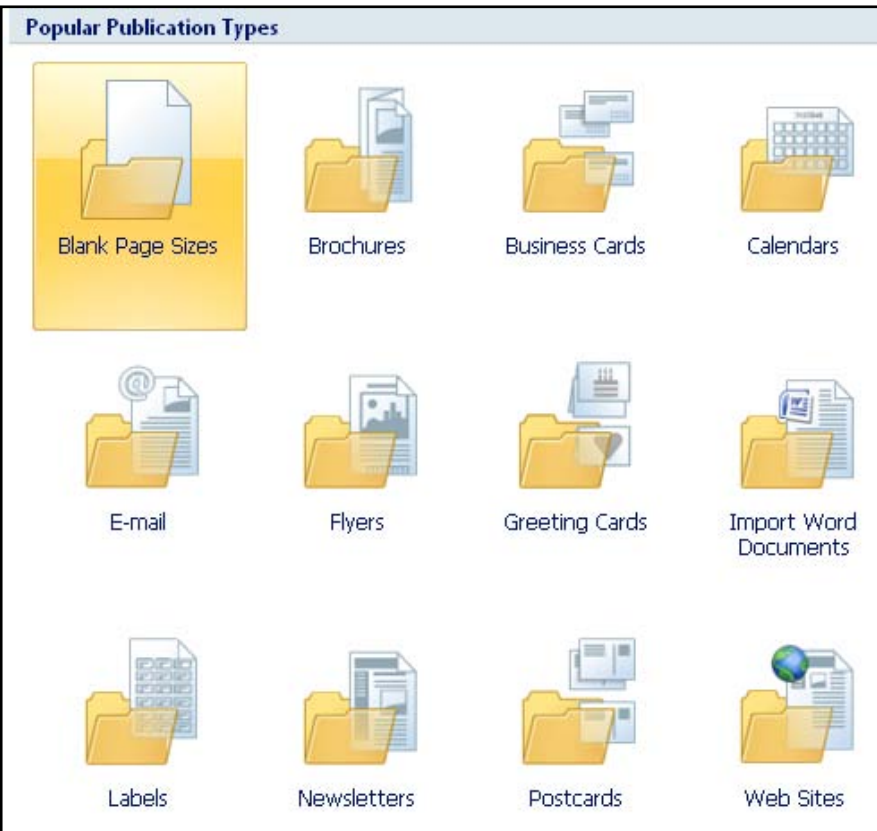 Popular Publication Types
Blank Page Sizes
Brochures
Business Cards
Calendars
E-mail
Flyers
Greeting Cards
Import Word
Documents
Labels
Newsletters
Postcards
Web Sites